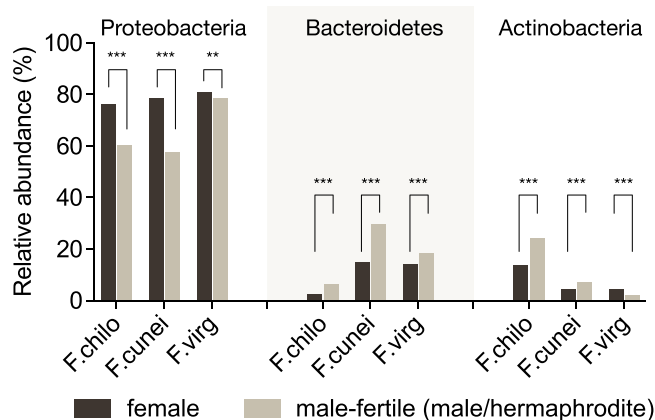 Proteobacteria Bacteroidetes Actinobacteria
Relative abundance (%)
100
80
60
40
20
0
*** *** **
*** *** ***
*** *** ***
F.chilo F.cunei F.virg F.chilo F.cunei F.virg F.chilo F.cunei F.virg
female male-fertile (male/hermaphrodite)